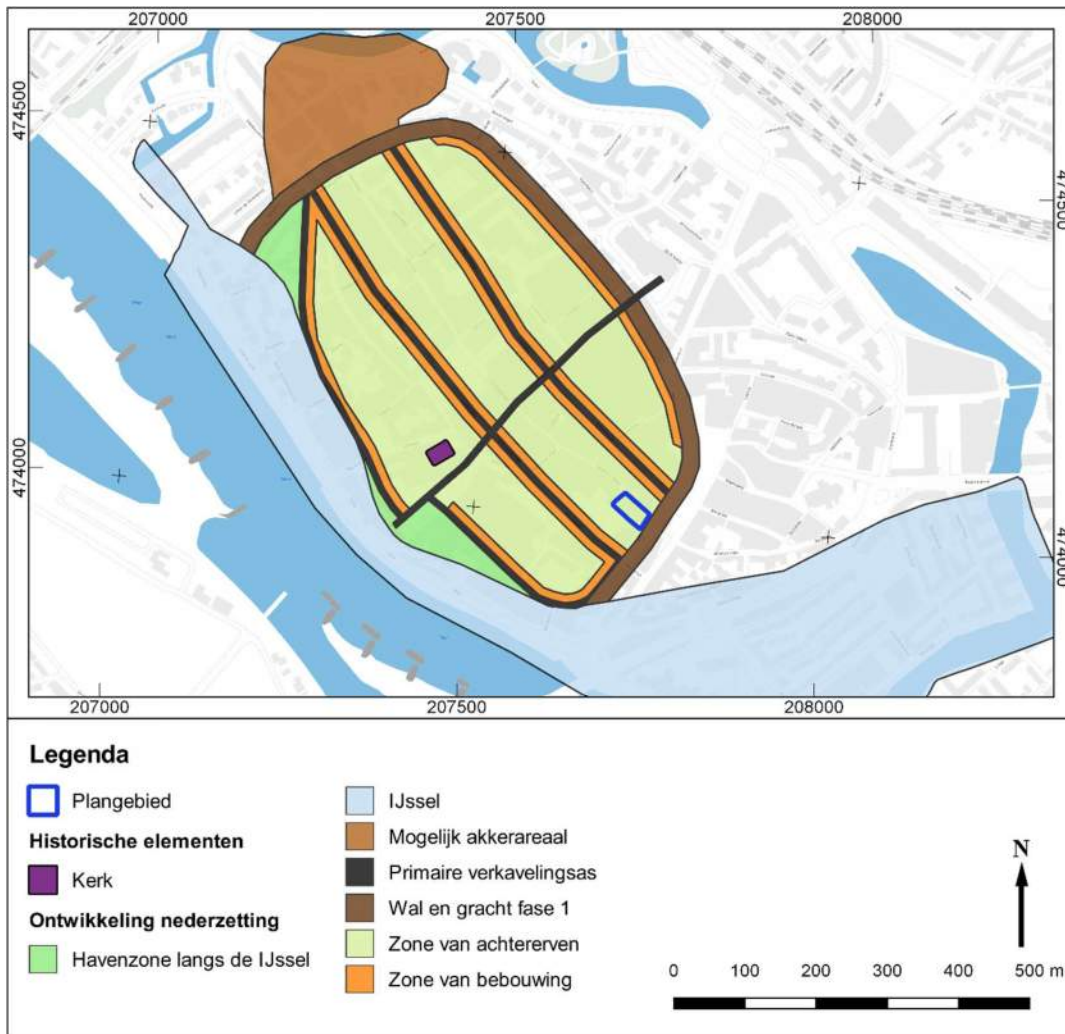 207000 207500 208000
474500
474500
474000
474000
207000 207500 208000
Legenda
Plangebied
Historische elementen
Kerk
Ontwikkeling nederzetting
Havenzone langs de IJssel
IJssel
Mogelijk akkerareaal
Primaire verkavelingsas
Wal en gracht fase 1
Zone van achtererven
Zone van bebouwing
N
0 100 200 300 400 500 m